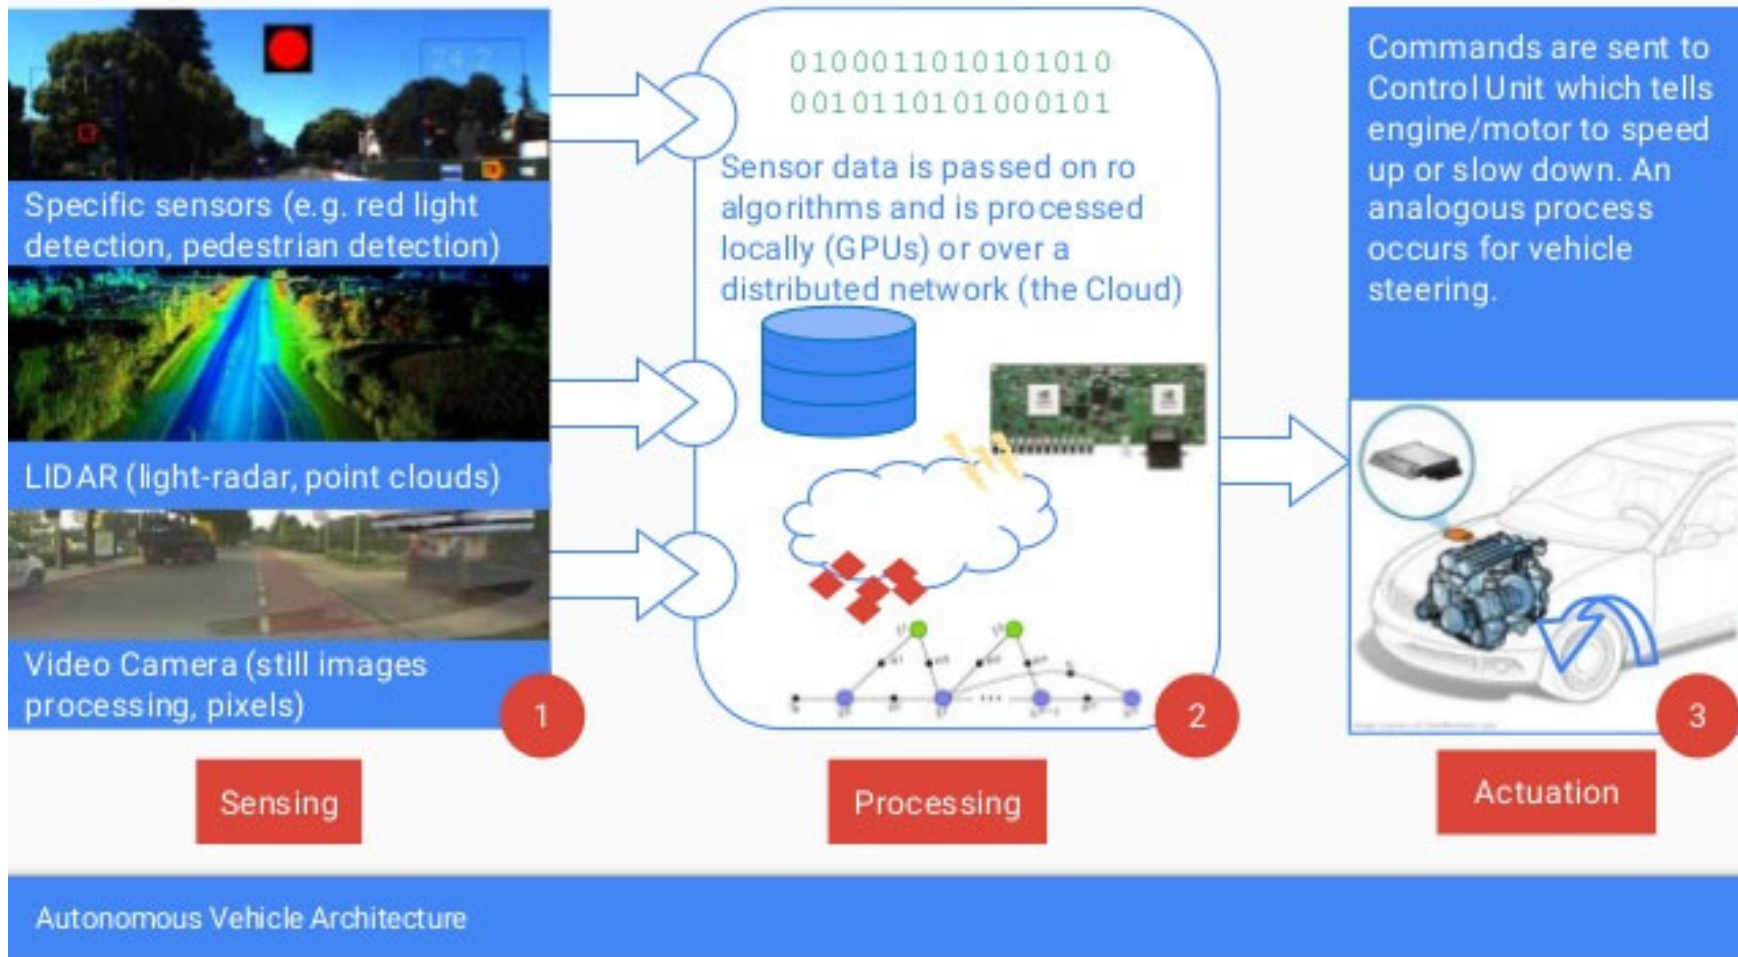 Specific sensors (e.g. red light
detection, pedestrian detection)
LIDAR (light-radar, point clouds)
Video Camera (still images
processing, pixels)
1
Sensing
0100011010101010
0010110101000101
Sensor data is passed on ro
algorithms and is processed
locally (GPUs) or over a
distributed network (the Cloud)
2
Processing
Commands are sent to
Control Unit which tells
engine/motor to speed
up or slow down. An
analogous process
occurs for vehicle
steering.
3
Actuation
Autonomous Vehicle Architecture